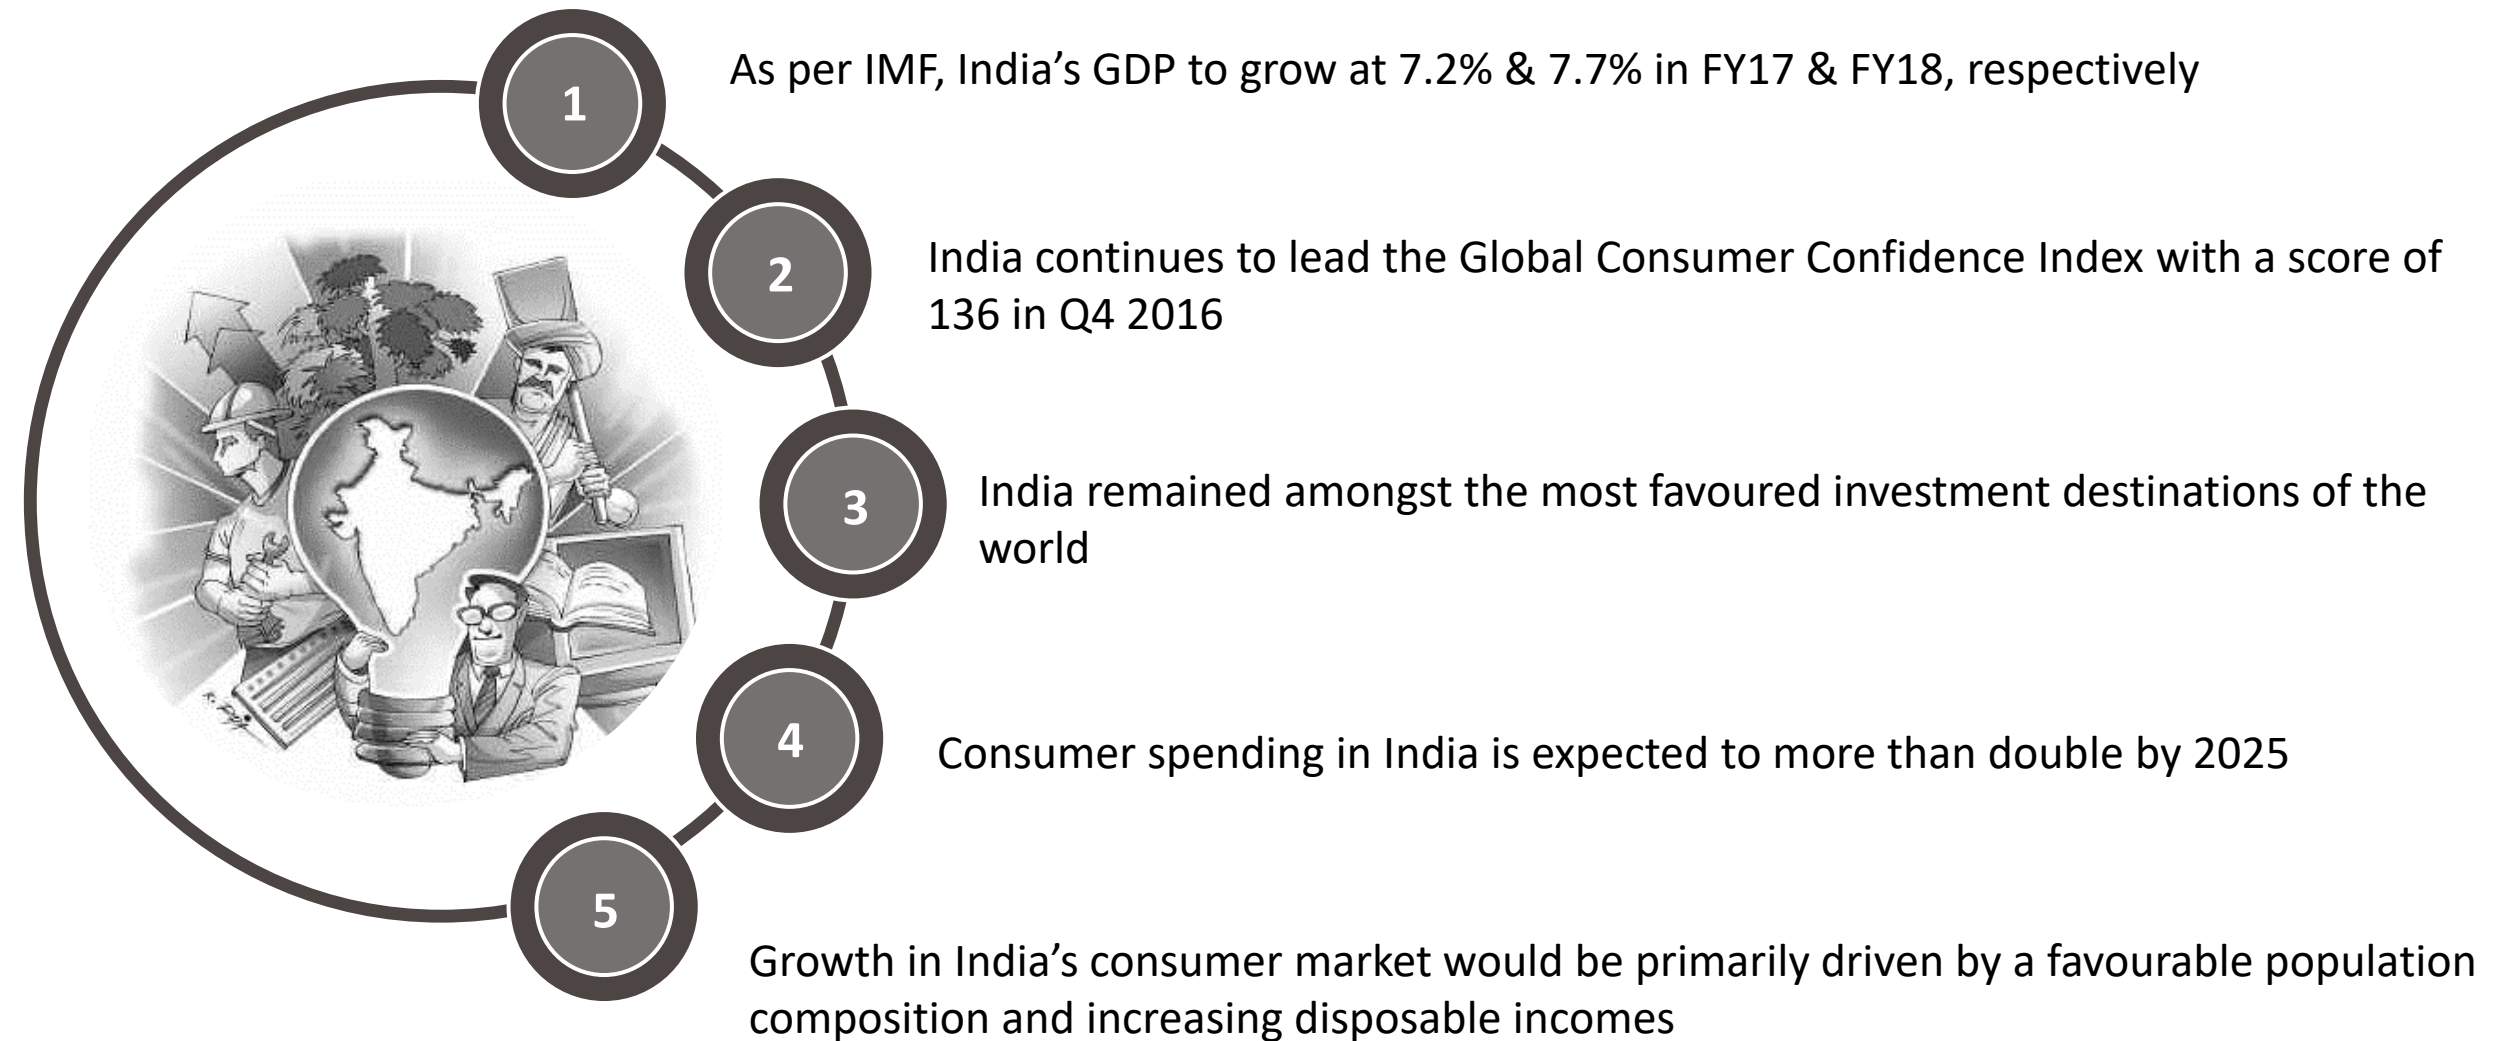 1
As per IMF, India’s GDP to grow at 7.2% & 7.7% in FY17 & FY18, respectively
2
India continues to lead the Global Consumer Confidence Index with a score of
136 in Q4 2016
3
India remained amongst the most favoured investment destinations of the
world
4
Consumer spending in India is expected to more than double by 2025
5
Growth in India’s consumer market would be primarily driven by a favourable population
composition and increasing disposable incomes